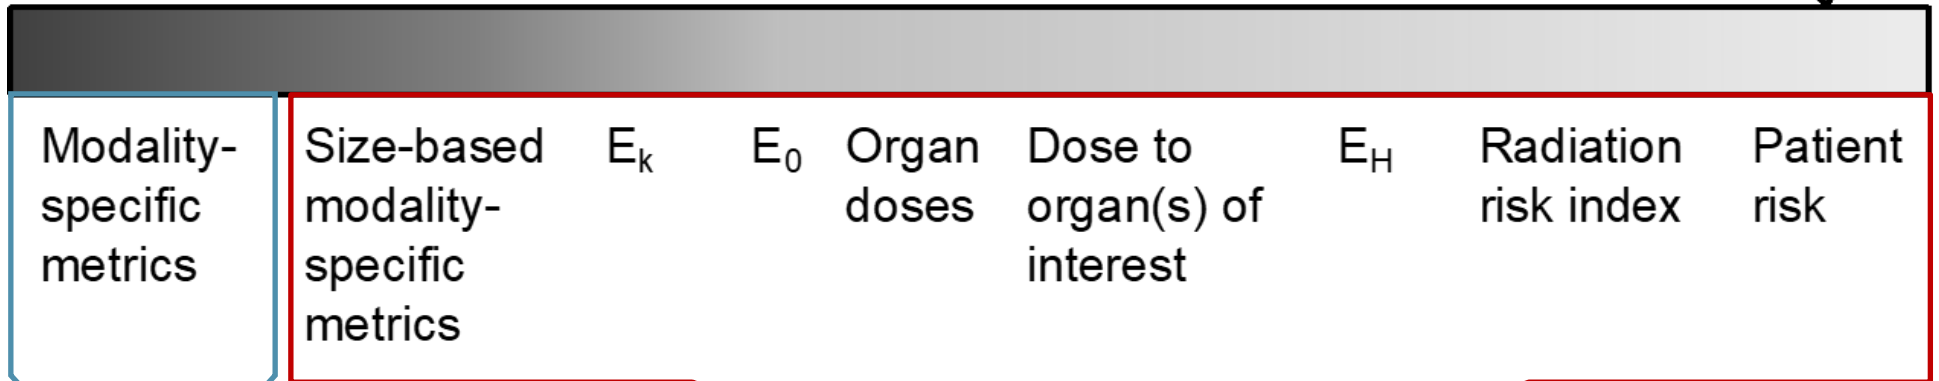 Modality-
specific
metrics
Size-based
modality-
specific
metrics
Eₖ
E₀
Organ
doses
Dose to
organ(s) of
interest
E_H
Radiation
risk index
Patient
risk